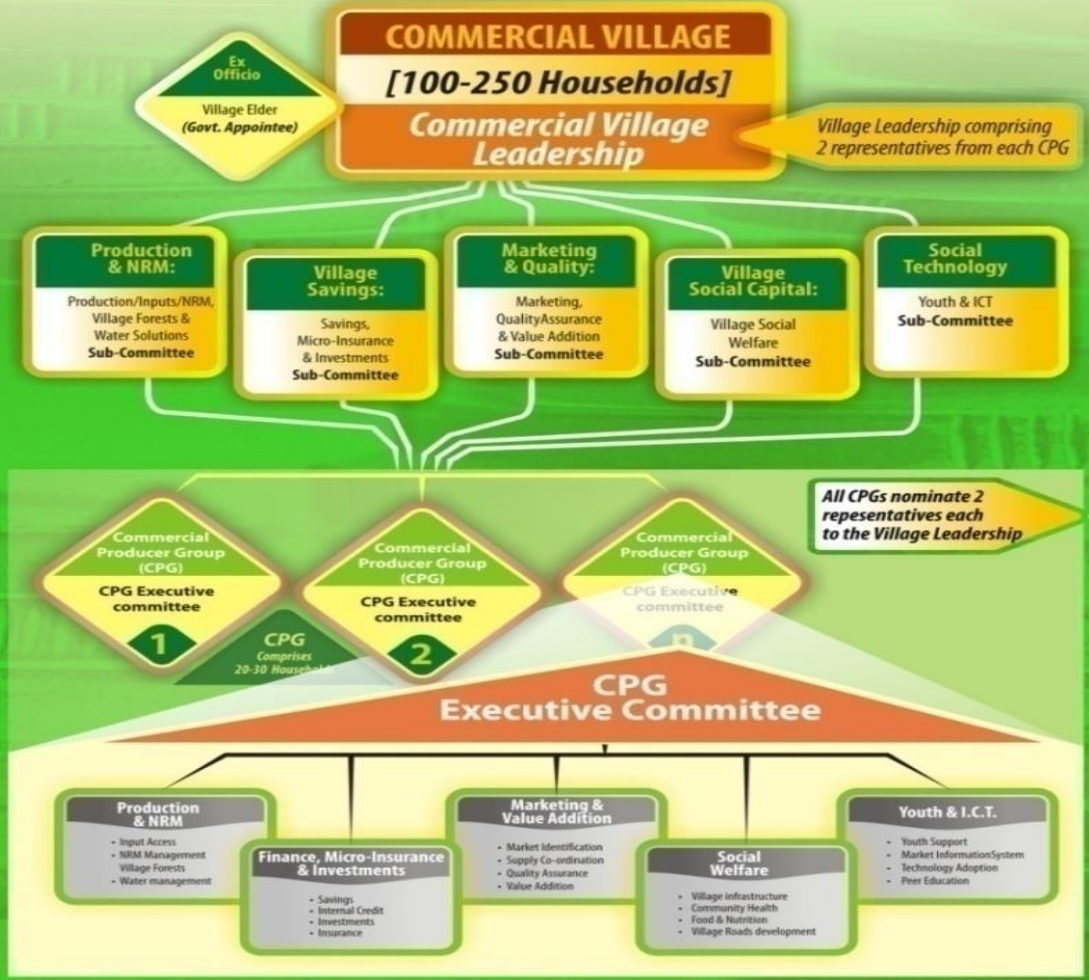 COMMERCIAL VILLAGE
[100-250 Households]
Commercial Village
Leadership
Ex
Officio
Village Elder
(Govt. Appointee)
Village Leadership comprising
2 representatives from each CPG
Production
& NRM:
Production/Inputs/NRM,
Village Forests &
Water Solutions
Sub-Committee
Village
Savings:
Savings,
Micro-Insurance
& Investments
Sub-Committee
Marketing
& Quality:
Marketing,
QualityAssurance
& Value Addition
Sub-Committee
Village
Social Capital:
Village Social
Welfare
Sub-Committee
Social
Technology
Youth & ICT
Sub-Committee
All CPGs nominate 2
repesentatives each
to the Village Leadership
Commercial
Producer Group
(CPG)
CPG Executive
committee
1
CPG
Comprises
20-30 Households
Commercial
Producer Group
(CPG)
CPG Executive
committee
2
Commercial
Producer Group
(CPG)
CPG Executive
committee
n
CPG
Executive Committee
Production
& NRM
- Input Access
- NRM Management
Village Forests
- Water management
Finance, Micro-Insurance
& Investments
- Savings
- Internal Credit
- Investments
- Insurance
Marketing &
Value Addition
- Market Identification
- Supply Co-ordination
- Quality Assurance
- Value Addition
Social
Welfare
- Village infrastructure
- Community Health
- Food & Nutrition
- Village Roads development
Youth & I.C.T.
- Youth Support
- Market InformationSystem
- Technology Adoption
- Peer Education